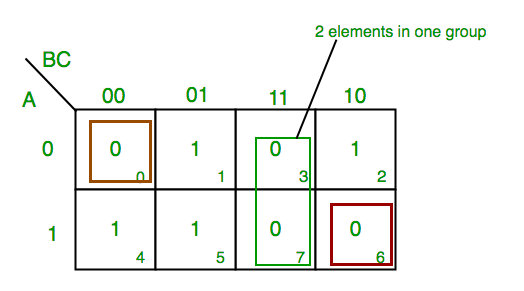 2 elements in one group
BC
A
00 01 11 10
0 0 1 0 1
0 1 3 2
1 1 1 0 0
4 5 7 6